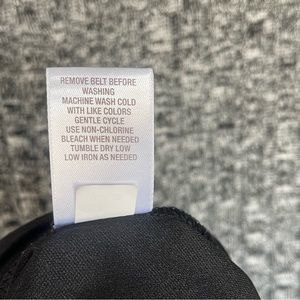 REMOVE BELT BEFORE
WASHING
MACHINE WASH COLD
WITH LIKE COLORS
GENTLE CYCLE
USE NON-CHLORINE
BLEACH WHEN NEEDED
TUMBLE DRY LOW
LOW IRON AS NEEDED